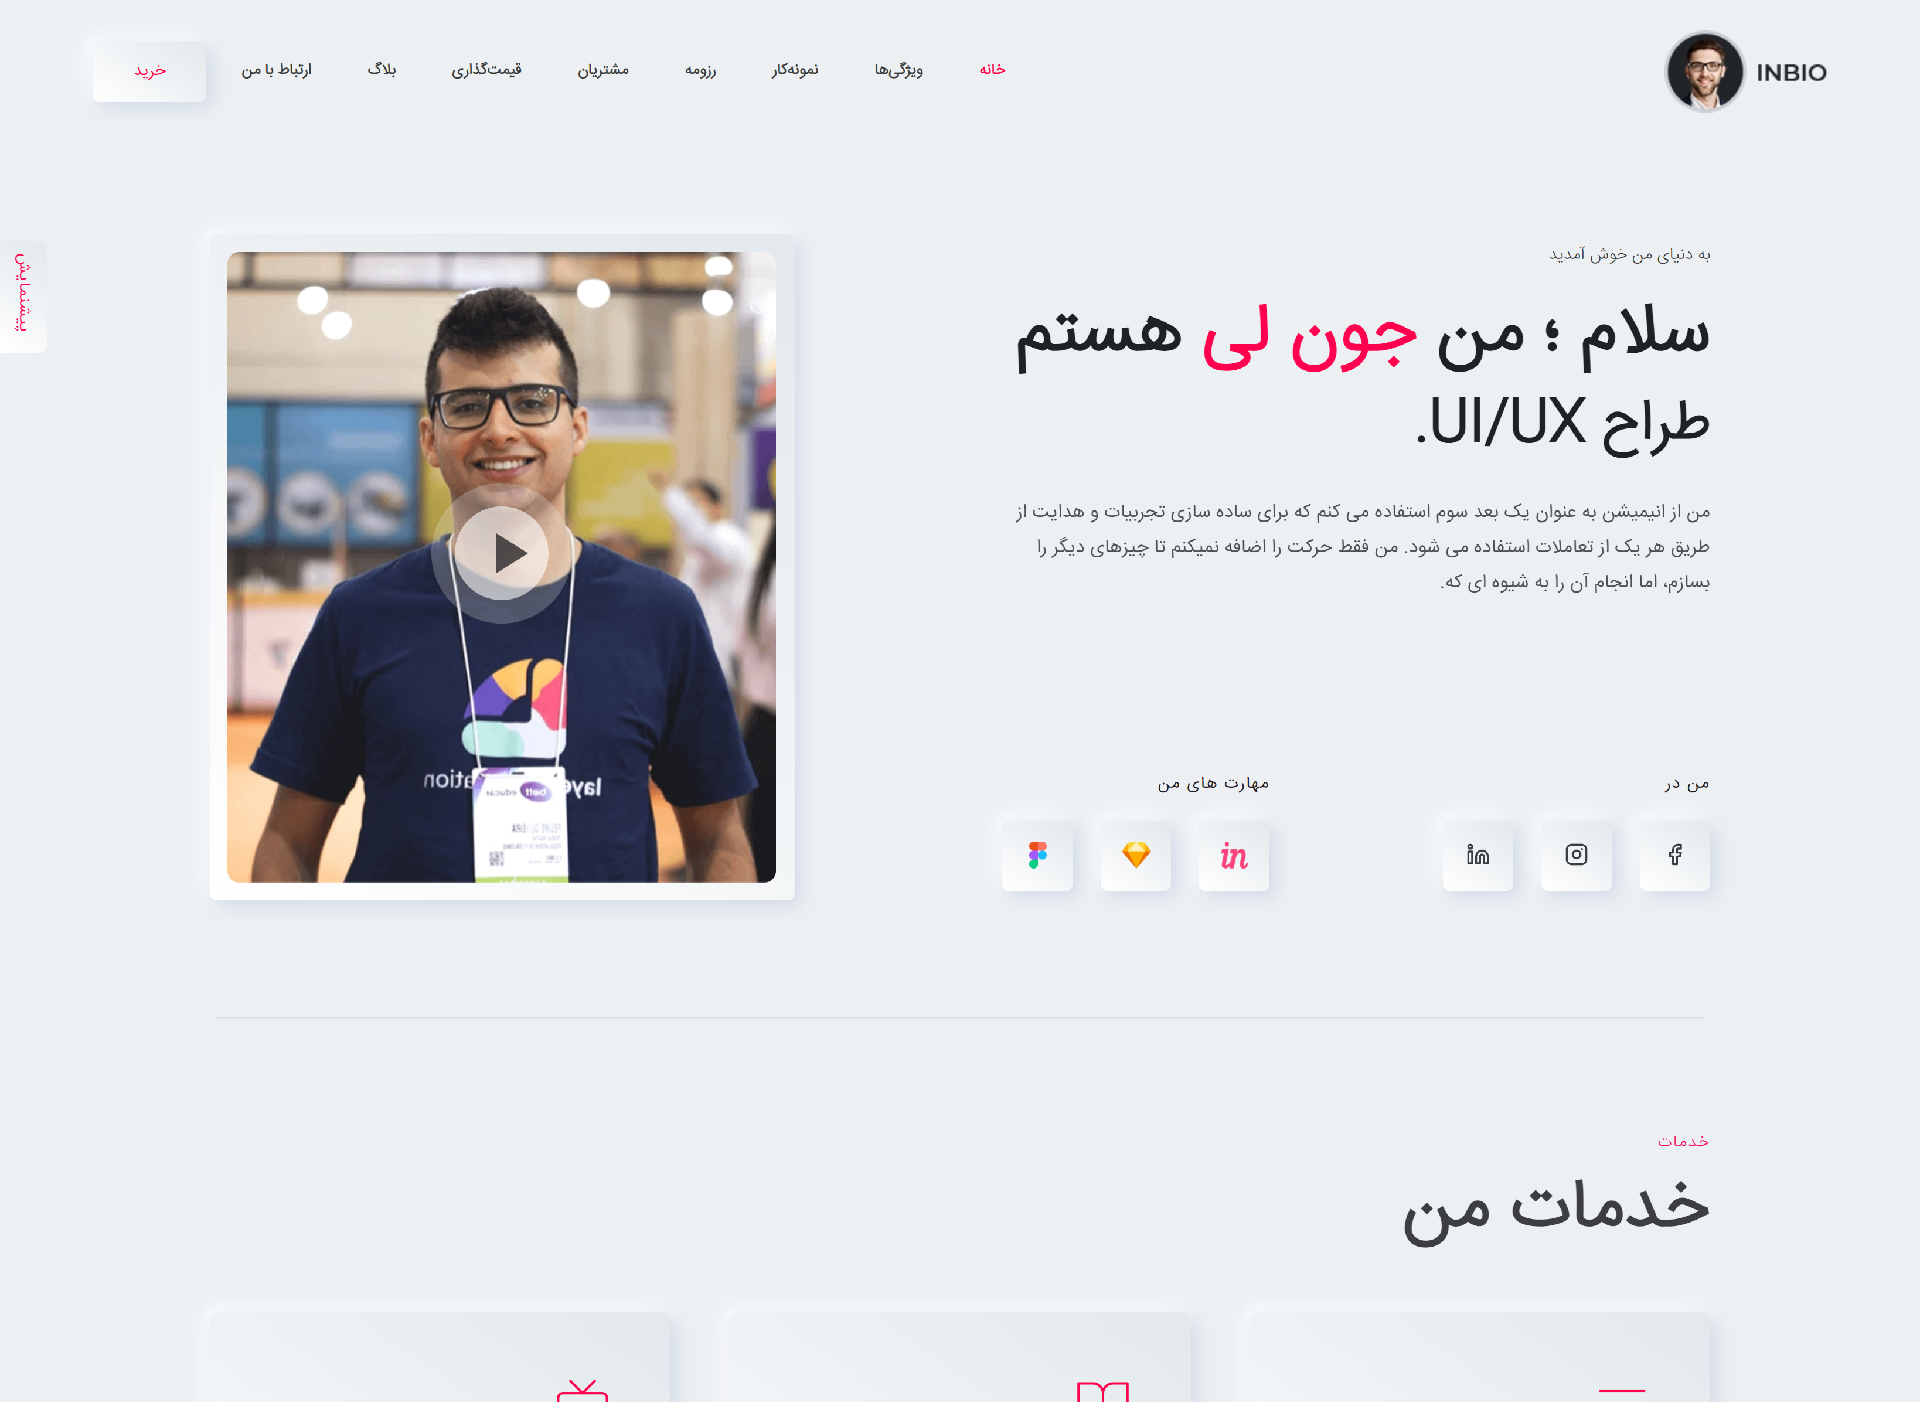 INBIO
خانه
ویژگی‌ها
نمونه‌کار
رزومه
مشتریان
قیمت‌گذاری
بلاگ
ارتباط با من
خرید
پیشنمایش
به دنیای من خوش آمدید
سلام ؛ من جون لی هستم
طراح UI/UX.
من از انیمیشن به عنوان یک بعد سوم استفاده می کنم که برای ساده سازی تجربیات و هدایت از
طریق هر یک از تعاملات استفاده می شود. من فقط حرکت را اضافه نمیکنم تا چیزهای دیگر را
بسازم، اما انجام آن را به شیوه ای که.
من در
مهارت های من
in
laye
ation
bett
educar
خدمات
خدمات من